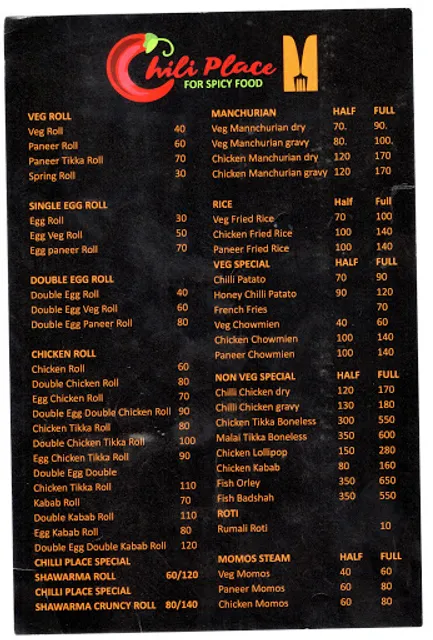 Chili Place
FOR SPICY FOOD
VEG ROLL
Veg Roll 40
Paneer Roll 60
Paneer Tikka Roll 70
Spring Roll 30
SINGLE EGG ROLL
Egg Roll 30
Egg Veg Roll 50
Egg paneer Roll 70
DOUBLE EGG ROLL
Double Egg Roll 40
Double Egg Veg Roll 60
Double Egg Paneer Roll 80
CHICKEN ROLL
Chicken Roll 60
Double Chicken Roll 80
Egg Chicken Roll 70
Double Egg Double Chicken Roll 90
Chicken Tikka Roll 80
Double Chicken Tikka Roll 100
Egg Chicken Tikka Roll 90
Double Egg Double
Chicken Tikka Roll 110
Kabab Roll 70
Double Kabab Roll 110
Egg Kabab Roll 80
Double Egg Double Kabab Roll 120
CHILLI PLACE SPECIAL
SHAWARMA ROLL 60/120
CHILLI PLACE SPECIAL
SHAWARMA CRUNCY ROLL 80/140
MANCHURIAN HALF FULL
Veg Mannchurian dry 70. 90.
Veg Mannchurian gravy 80. 100.
Chicken Manchurian dry 120 170
Chicken Manchurian gravy 120 170
RICE Half Full
Veg Fried Rice 70 100
Chicken Fried Rice 100 140
Paneer Fried Rice 100 140
VEG SPECIAL HALF FULL
Chilli Patato 70 90
Honey Chilli Patato 90 120
French Fries 70
Veg Chowmien 40 60
Chicken Chowmien 100 140
Paneer Chowmien 100 140
NON VEG SPECIAL HALF FULL
Chilli Chicken dry 120 170
Chilli Chicken gravy 130 180
Chicken Tikka Boneless 300 550
Malai Tikka Boneless 350 600
Chicken Lollipop 150 280
Chicken Kabab 80 160
Fish Orley 350 650
Fish Badshah 350 550
ROTI
Rumali Roti 10
MOMOS STEAM HALF FULL
Veg Momos 40 60
Paneer Momos 60 80
Chicken Momos 60 80